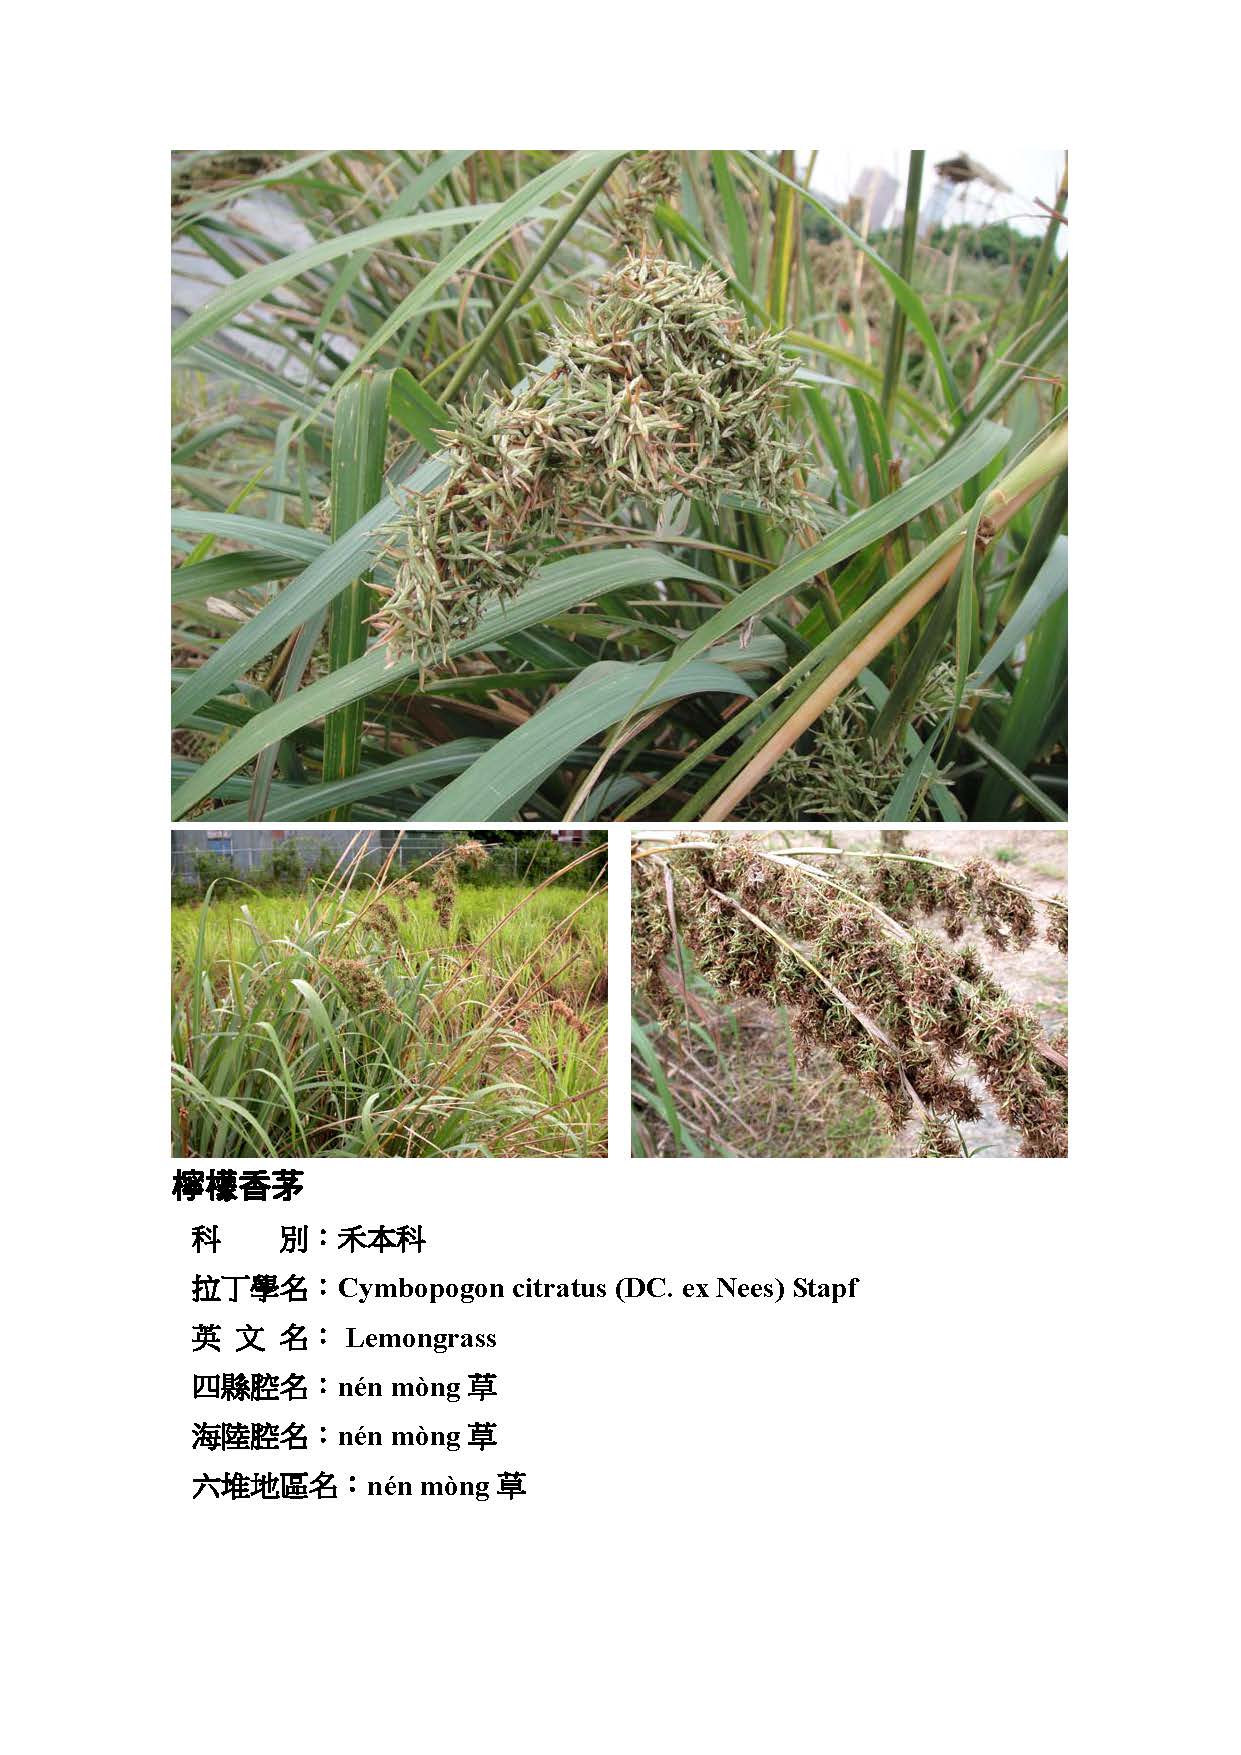 檸檬香茅
科　　別：禾本科
拉丁學名：Cymbopogon citratus (DC. ex Nees) Stapf
英 文 名： Lemongrass
四縣腔名：nén mòng 草
海陸腔名：nén mòng 草
六堆地區名：nén mòng 草